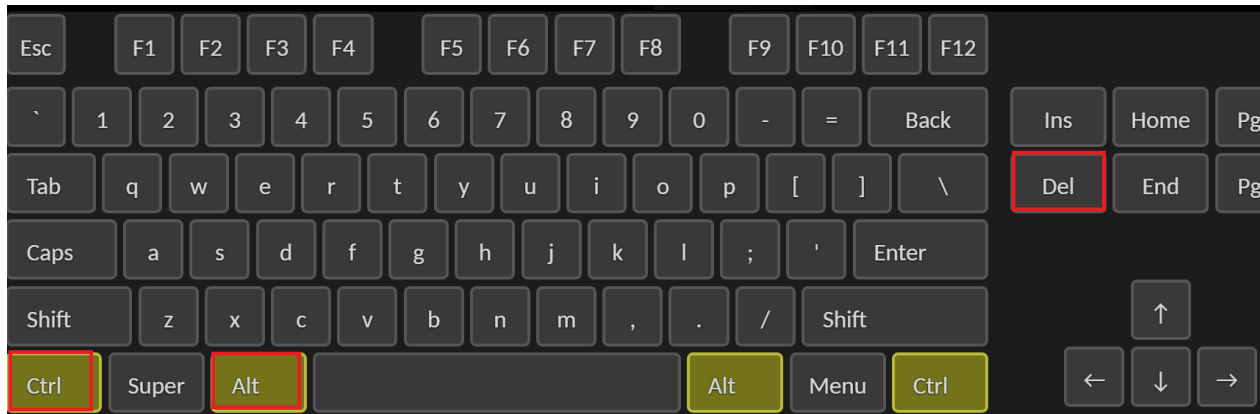 Esc F1 F2 F3 F4 F5 F6 F7 F8 F9 F10 F11 F12
` 1 2 3 4 5 6 7 8 9 0 - = Back Ins Home Pg
Tab q w e r t y u i o p [ ] \ Del End Pg
Caps a s d f g h j k l ; ' Enter
Shift z x c v b n m , . / Shift ↑
Ctrl Super Alt Alt Menu Ctrl ← ↓ →